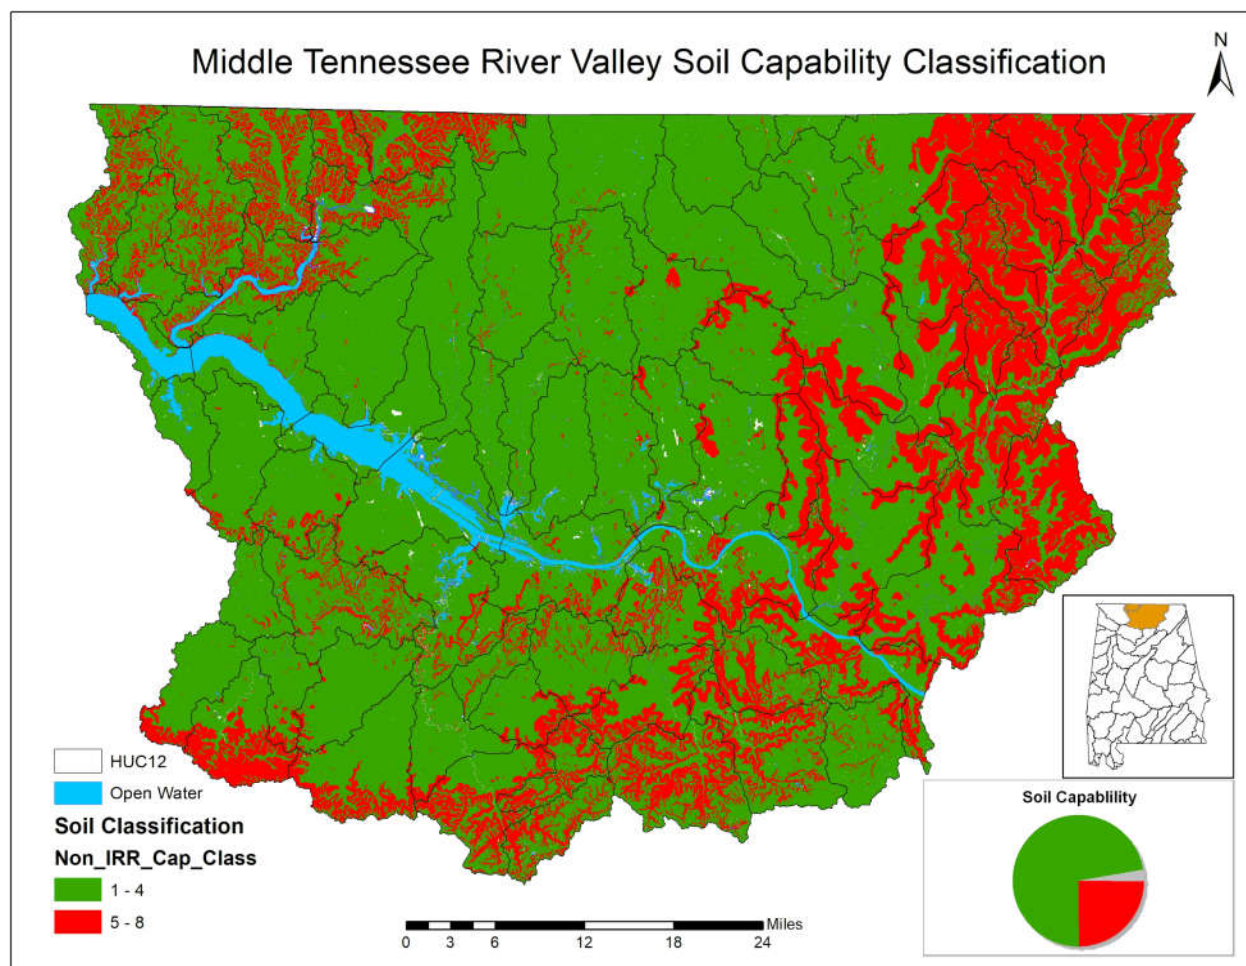 Middle Tennessee River Valley Soil Capability Classification
N
HUC12
Open Water
Soil Classification
Non_IRR_Cap_Class
1 - 4
5 - 8
Miles
0 3 6 12 18 24
Soil Capablility